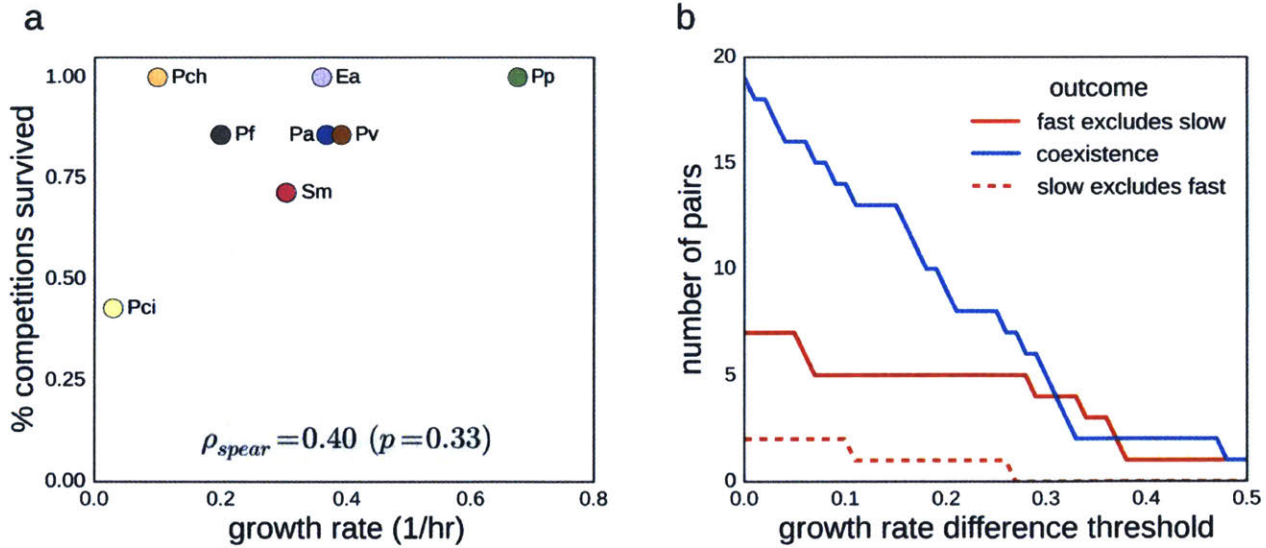 a
% competitions survived
1.00
0.75
0.50
0.25
0.00
Pch
Ea
Pp
Pf
Pa
Pv
Sm
Pci
ρspear=0.40 (p=0.33)
0.0 0.2 0.4 0.6 0.8
growth rate (1/hr)
b
number of pairs
20
15
10
5
0
outcome
fast excludes slow
coexistence
slow excludes fast
0.0 0.1 0.2 0.3 0.4 0.5
growth rate difference threshold